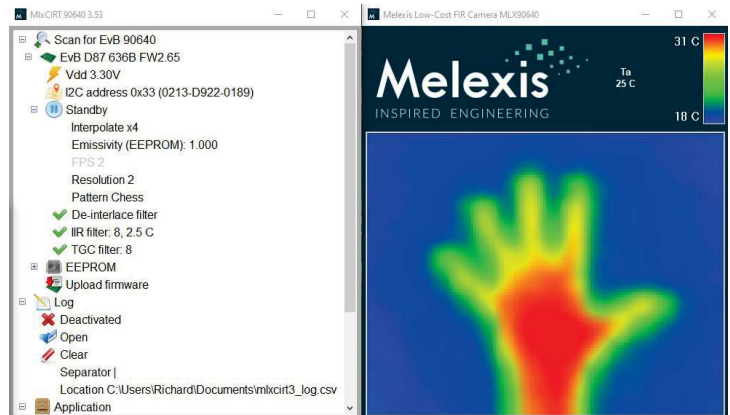 MlxCIRT 90640 3.53
Scan for EvB 90640
EvB D87 636B FW2.65
Vdd 3.30V
I2C address 0x33 (0213-D922-0189)
Standby
Interpolate x4
Emissivity (EEPROM): 1.000
FPS 2
Resolution 2
Pattern Chess
De-interlace filter
IIR filter: 8, 2.5 C
TGC filter: 8
EEPROM
Upload firmware
Log
Deactivated
Open
Clear
Separator |
Location C:\Users\Richard\Documents\mlxcirt3_log.csv
Application
Melexis Low-Cost FIR Camera MLX90640
Melexis
INSPIRED ENGINEERING
Ta
25 C
31 C
18 C